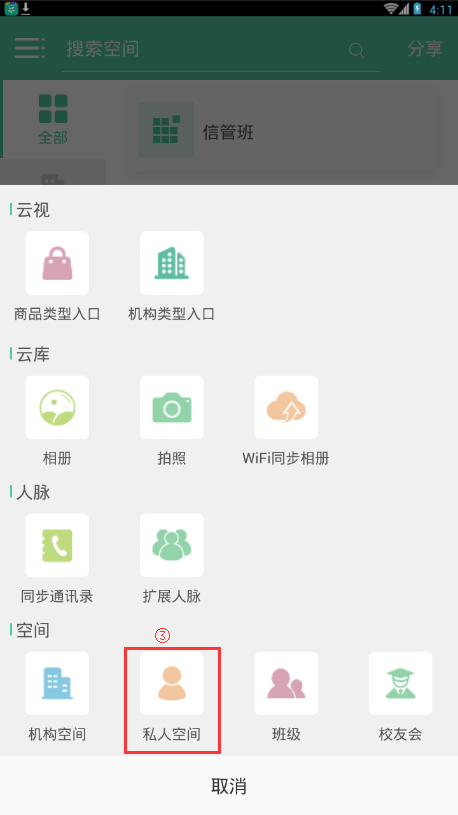 4:11
搜索空间
分享
全部
信管班
云视
商品类型入口
机构类型入口
云库
相册
拍照
WiFi同步相册
人脉
同步通讯录
扩展人脉
空间
③
机构空间
私人空间
班级
校友会
取消